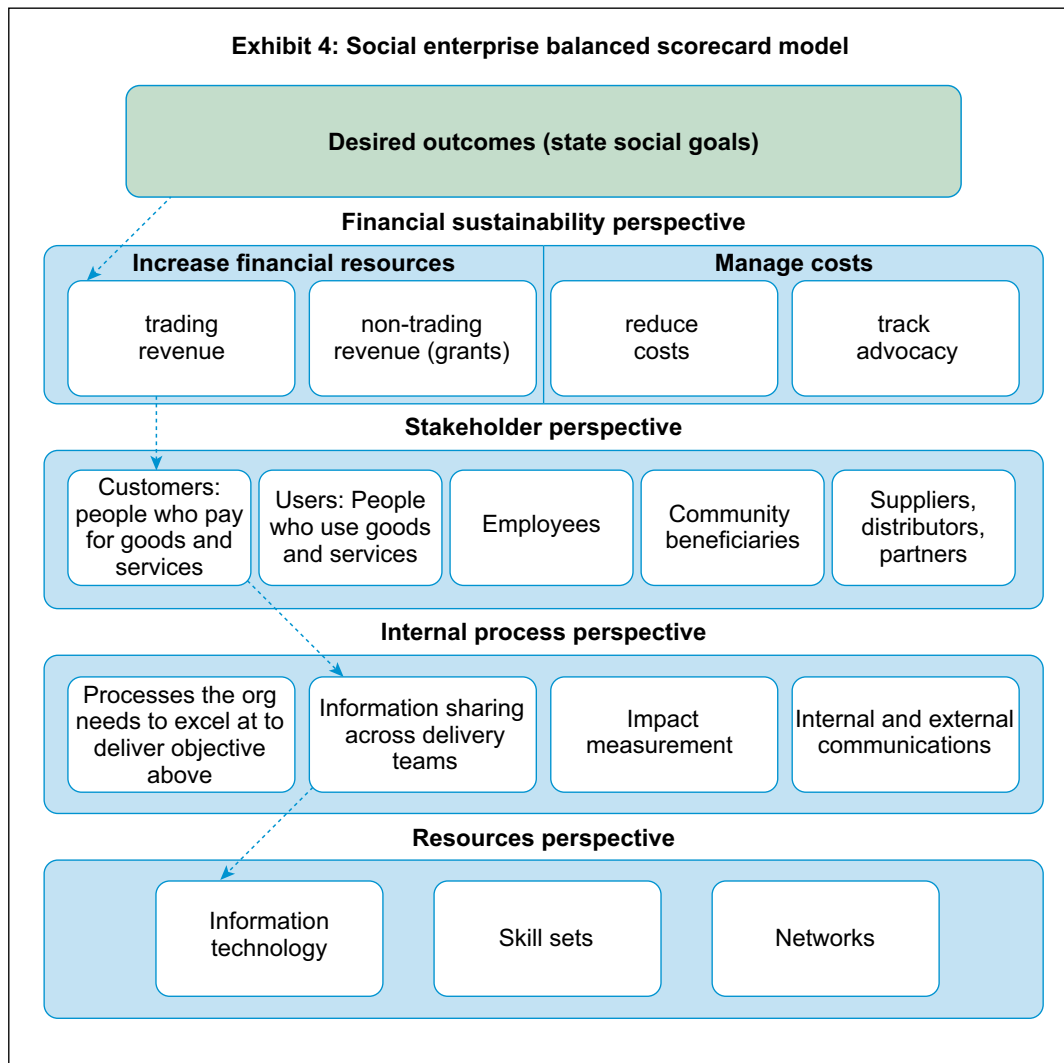 Exhibit 4: Social enterprise balanced scorecard model
Desired outcomes (state social goals)
Financial sustainability perspective
Increase financial resources
Manage costs
trading
revenue
non-trading
revenue (grants)
reduce
costs
track
advocacy
Stakeholder perspective
Customers:
people who pay
for goods and
services
Users: People
who use goods
and services
Employees
Community
beneficiaries
Suppliers,
distributors,
partners
Internal process perspective
Processes the org
needs to excel at to
deliver objective
above
Information sharing
across delivery
teams
Impact
measurement
Internal and external
communications
Resources perspective
Information
technology
Skill sets
Networks